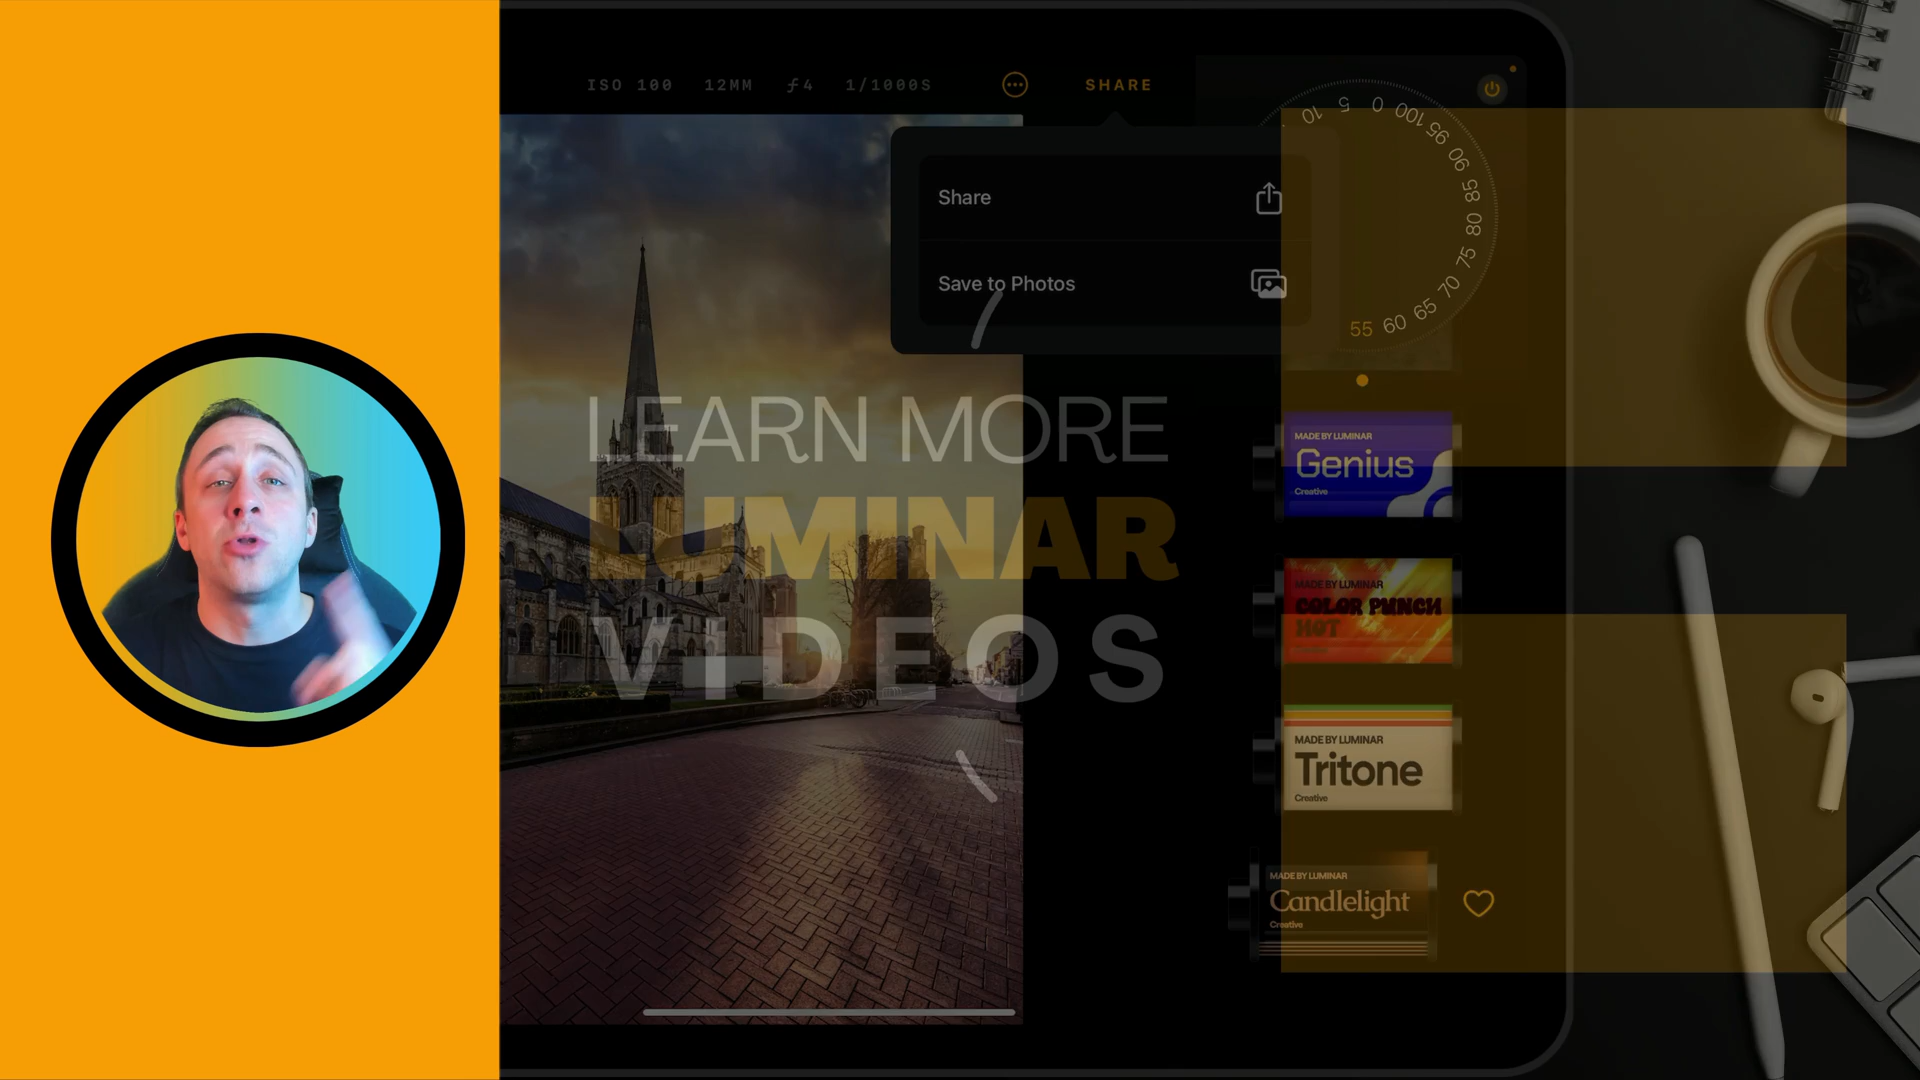 ISO 100 12MM ƒ4 1/1000S SHARE
Share
Save to Photos
10 5 0 100 95 90 85 80 75 70 65 60 55
LEARN MORE
LUMINAR
VIDEOS
MADE BY LUMINAR
Genius
Creative
MADE BY LUMINAR
COLOR PUNCH
HOT
MADE BY LUMINAR
Tritone
Creative
MADE BY LUMINAR
Candlelight
Creative